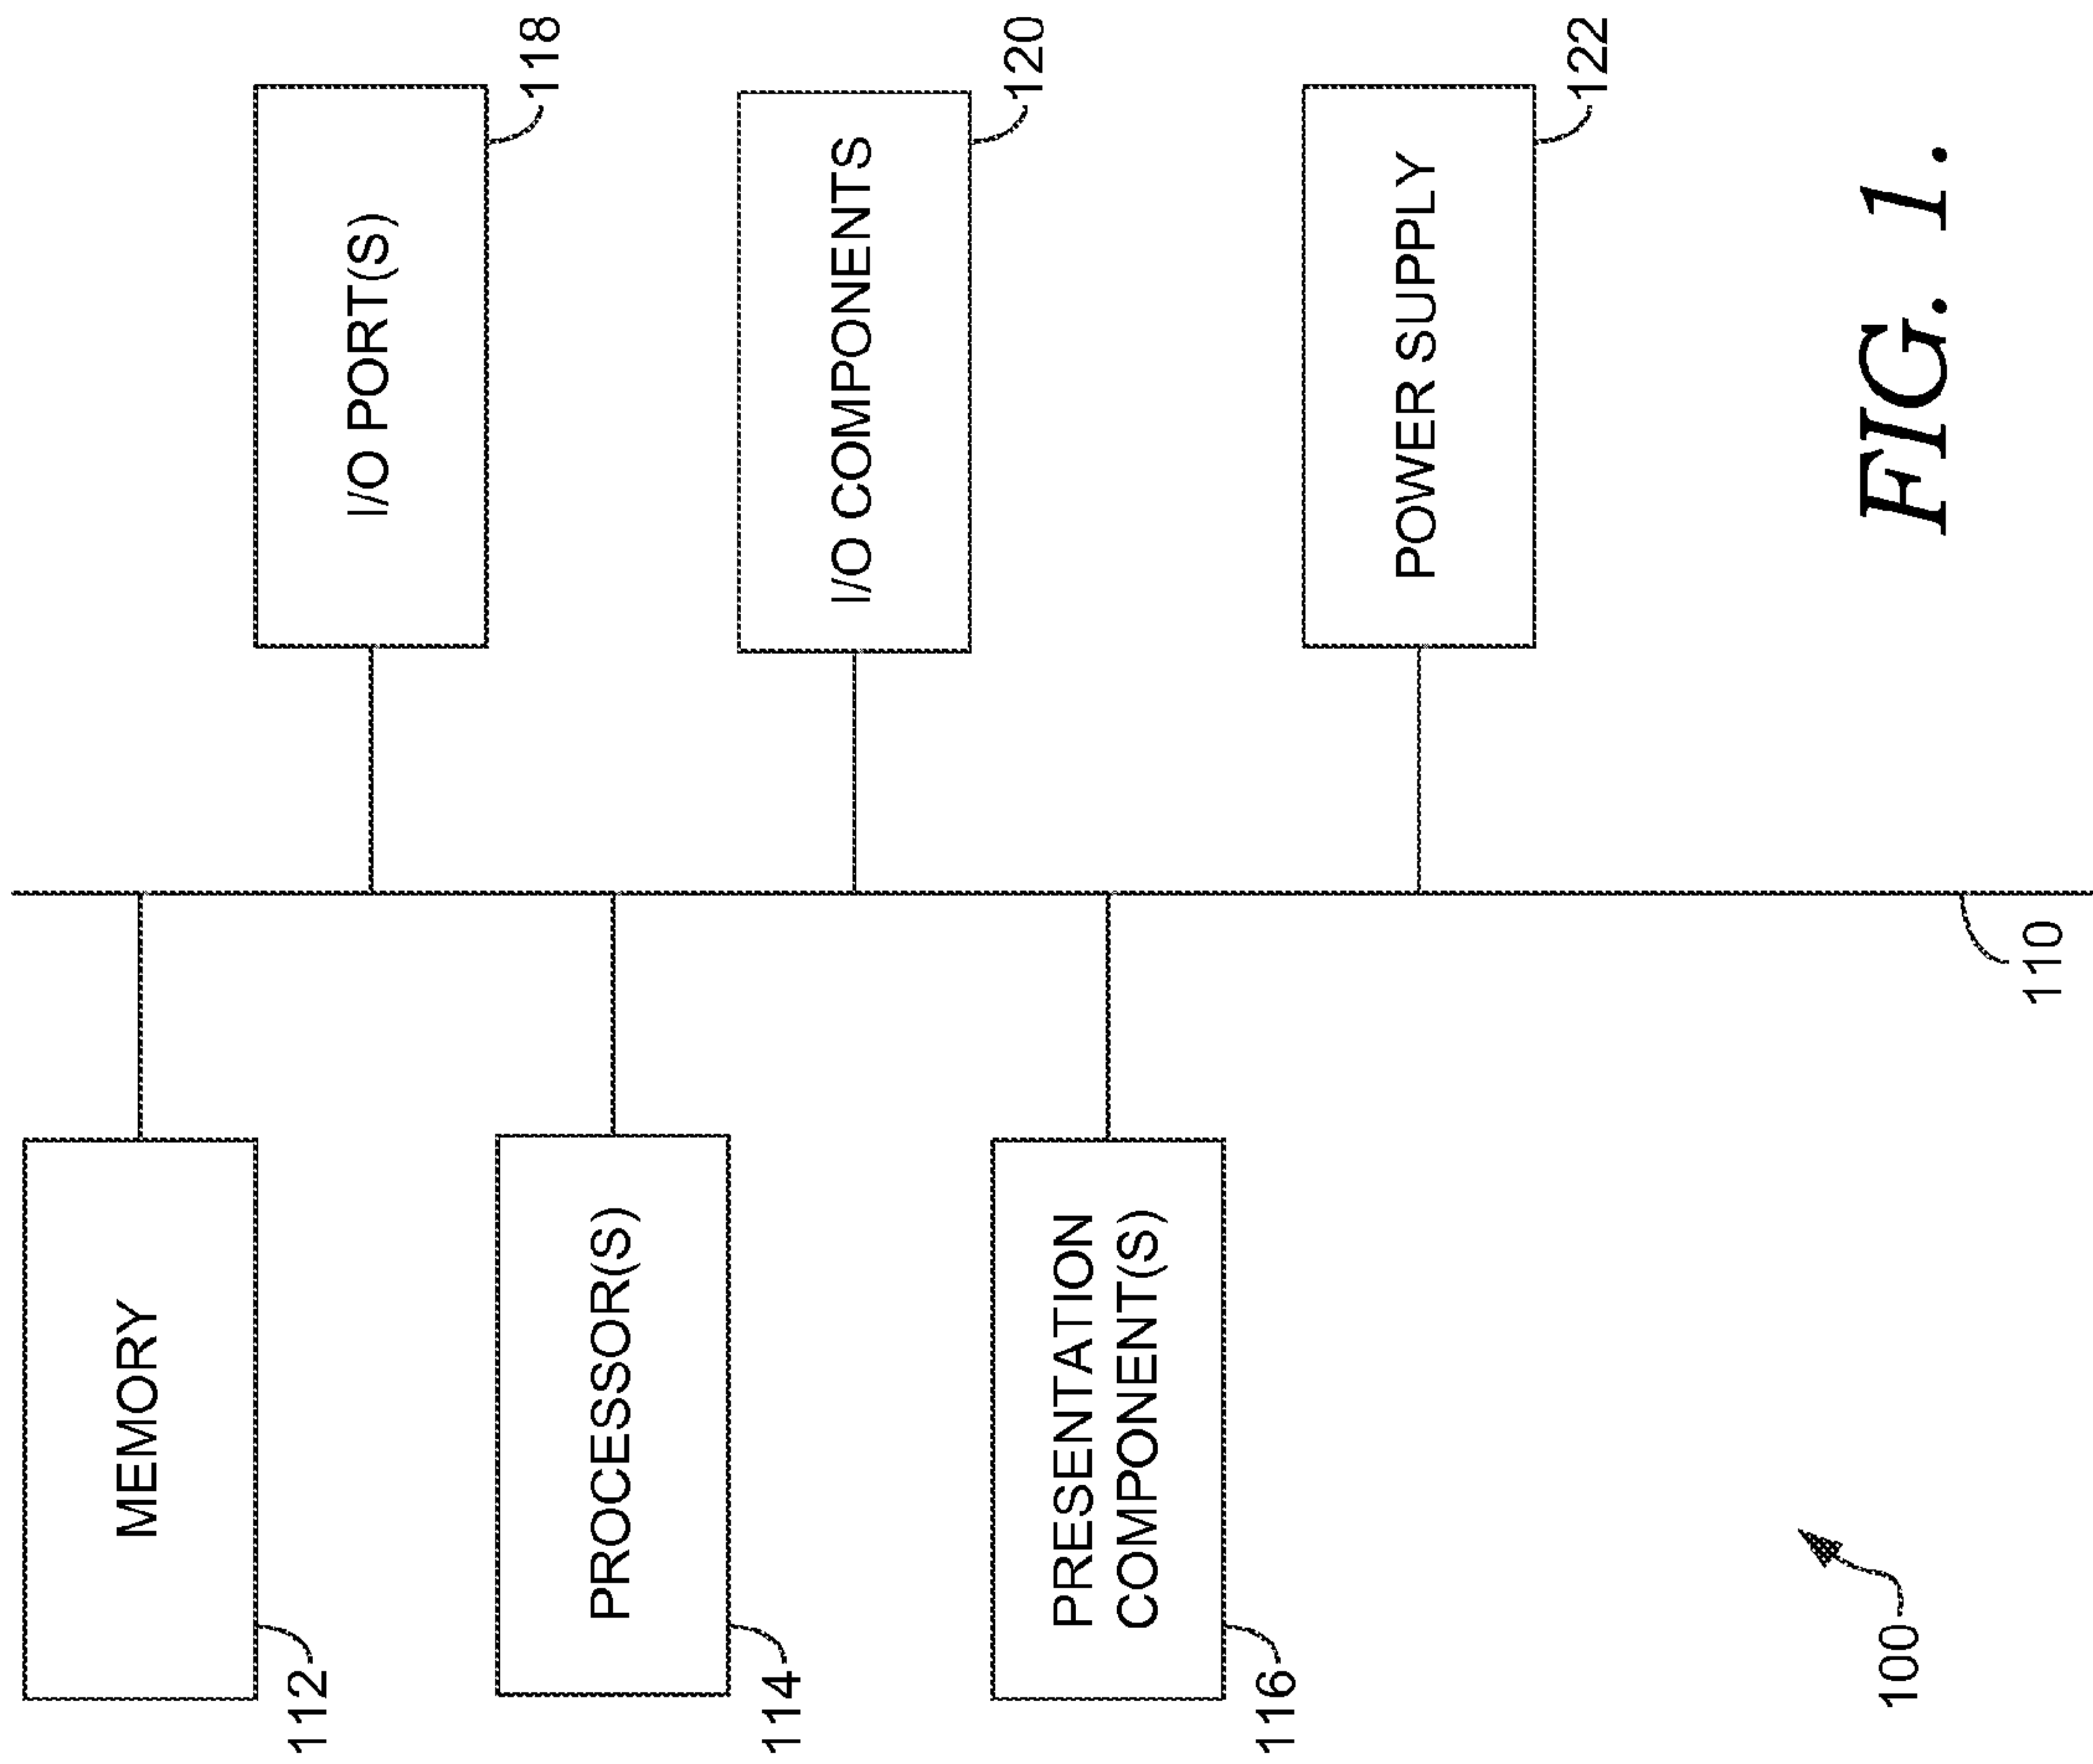 MEMORY
112
I/O PORT(S)
118
PROCESSOR(S)
114
I/O COMPONENTS
120
PRESENTATION
COMPONENT(S)
116
POWER SUPPLY
122
110
100
FIG. 1.